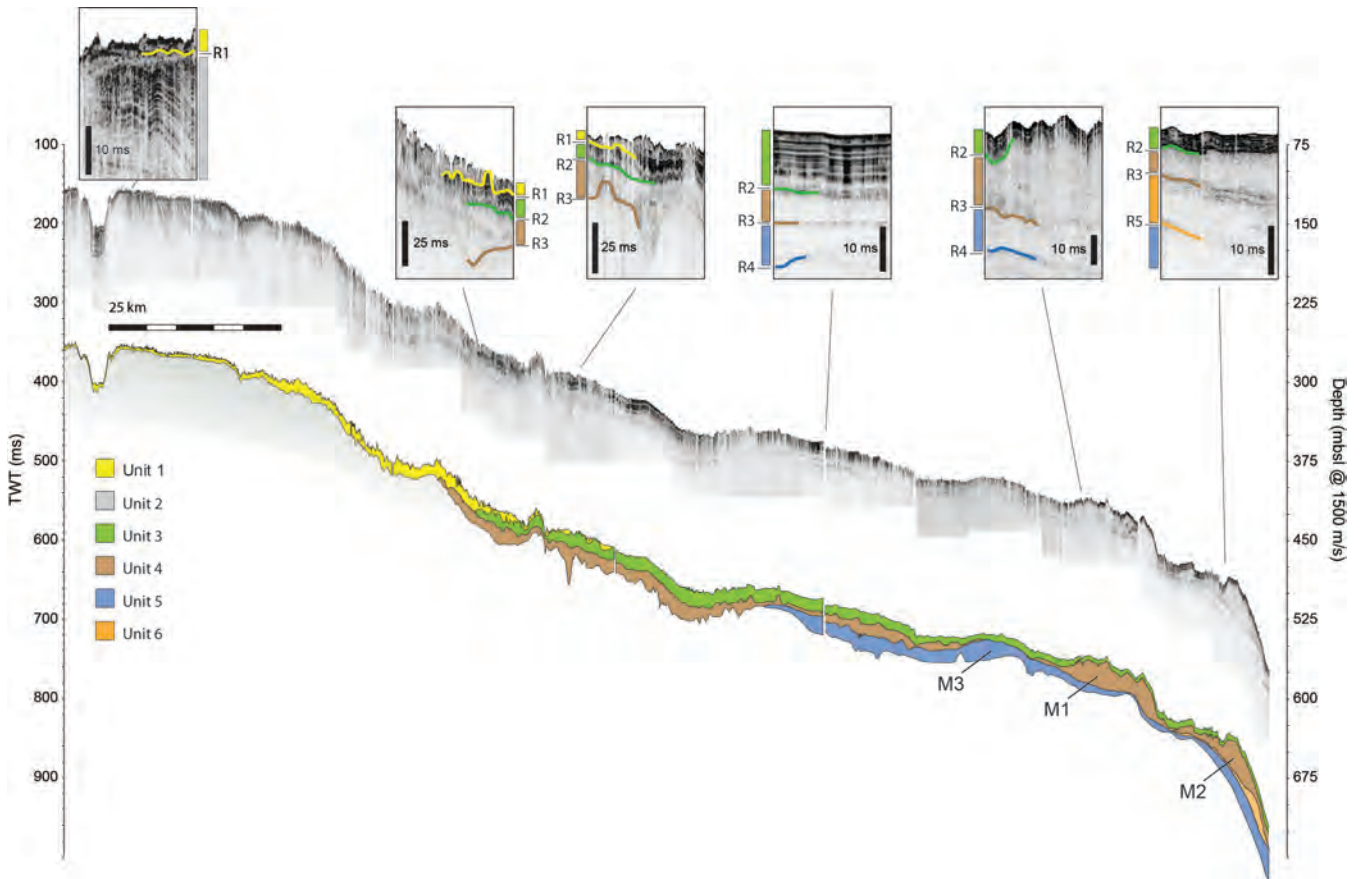 R1
10 ms
R1
R2
R3
25 ms
R1
R2
R3
25 ms
R2
R3
R4
10 ms
R2
R3
R4
10 ms
R2
R3
R5
10 ms
100
200
300
400
500
600
700
800
900
TWT (ms)
75
150
225
300
375
450
525
600
675
Depth (mbsl @ 1500 m/s)
25 km
Unit 1
Unit 2
Unit 3
Unit 4
Unit 5
Unit 6
M3
M1
M2